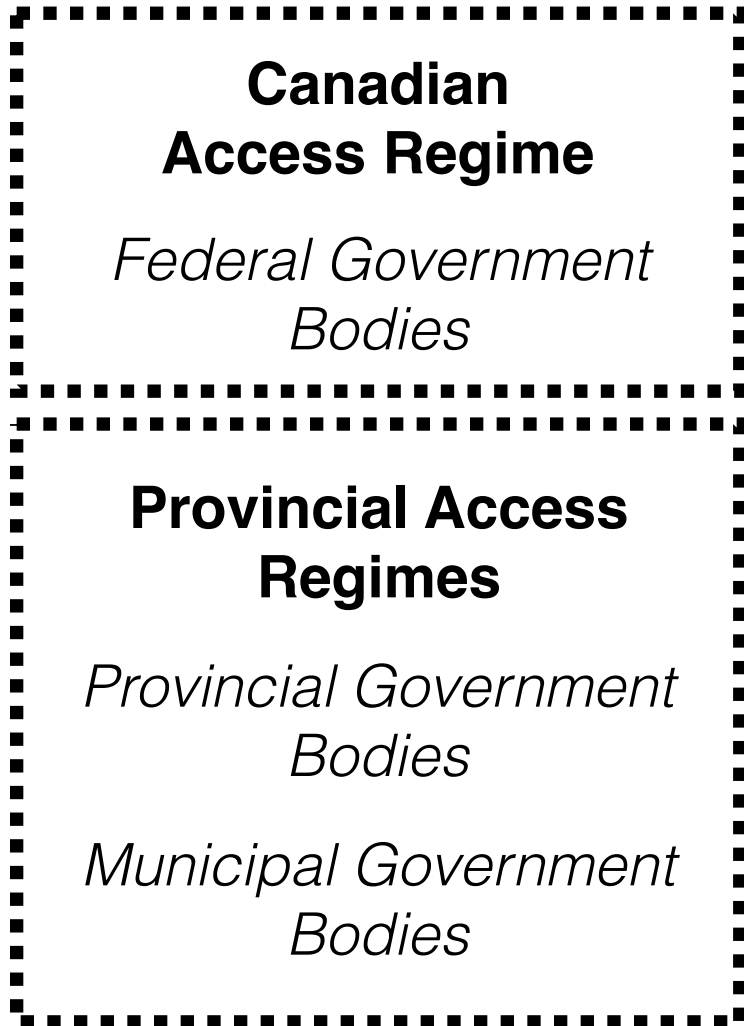 Canadian
Access Regime
Federal Government
Bodies
Provincial Access
Regimes
Provincial Government
Bodies
Municipal Government
Bodies